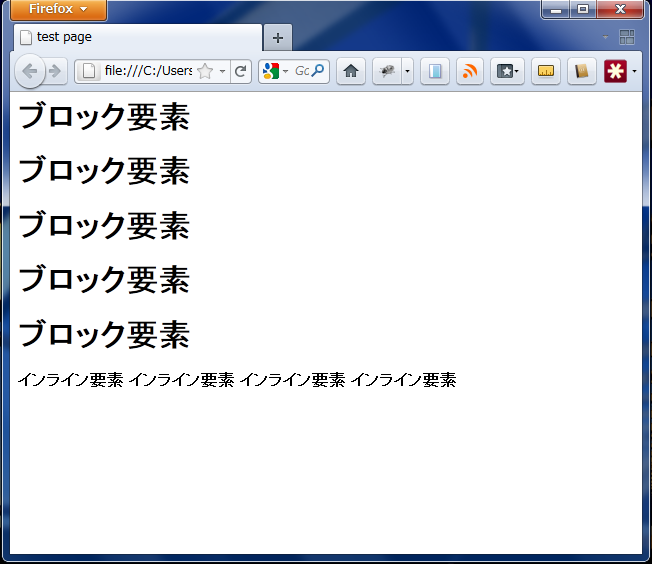 Firefox
test page
file:///C:/Users
Go
ブロック要素
ブロック要素
ブロック要素
ブロック要素
ブロック要素
インライン要素 インライン要素 インライン要素 インライン要素